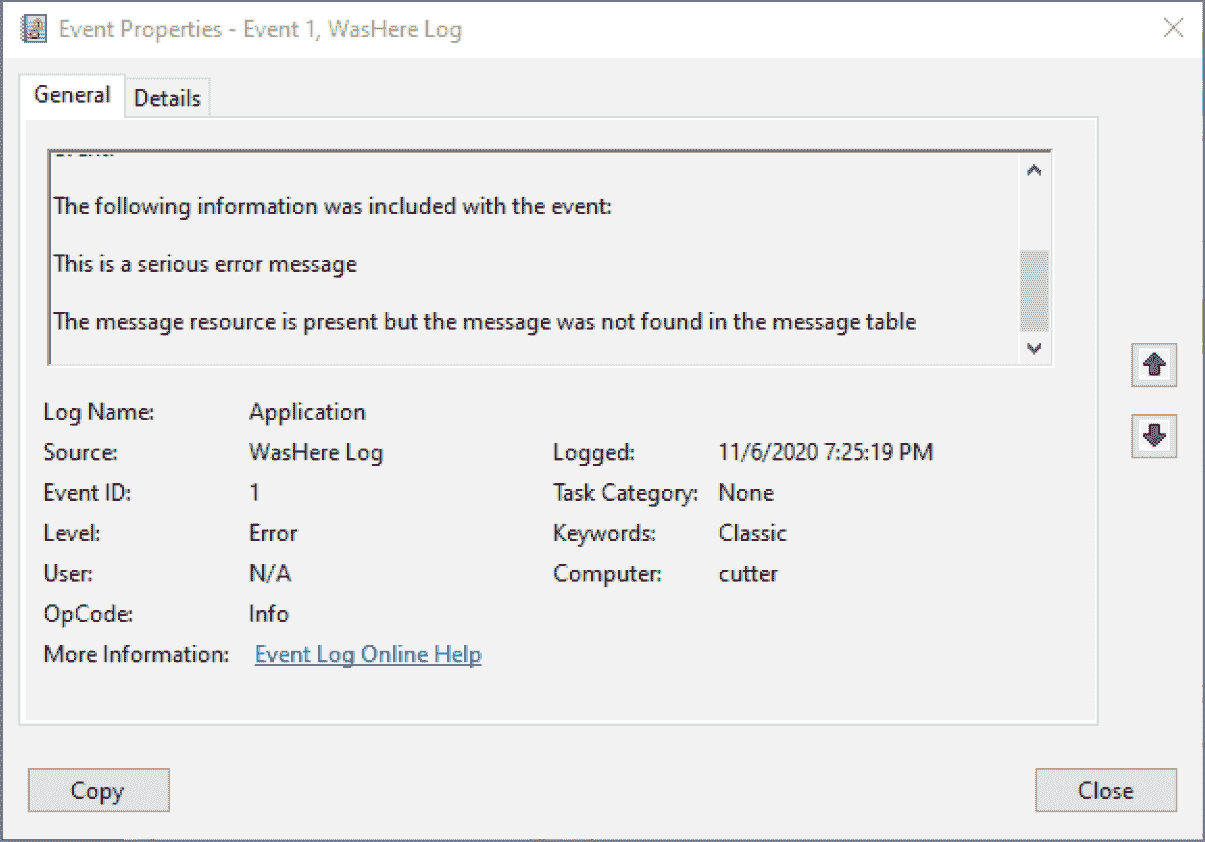 Event Properties - Event 1, WasHere Log
General Details
The following information was included with the event:
This is a serious error message
The message resource is present but the message was not found in the message table
Log Name: Application
Source: WasHere Log Logged: 11/6/2020 7:25:19 PM
Event ID: 1 Task Category: None
Level: Error Keywords: Classic
User: N/A Computer: cutter
OpCode: Info
More Information: Event Log Online Help
Copy Close